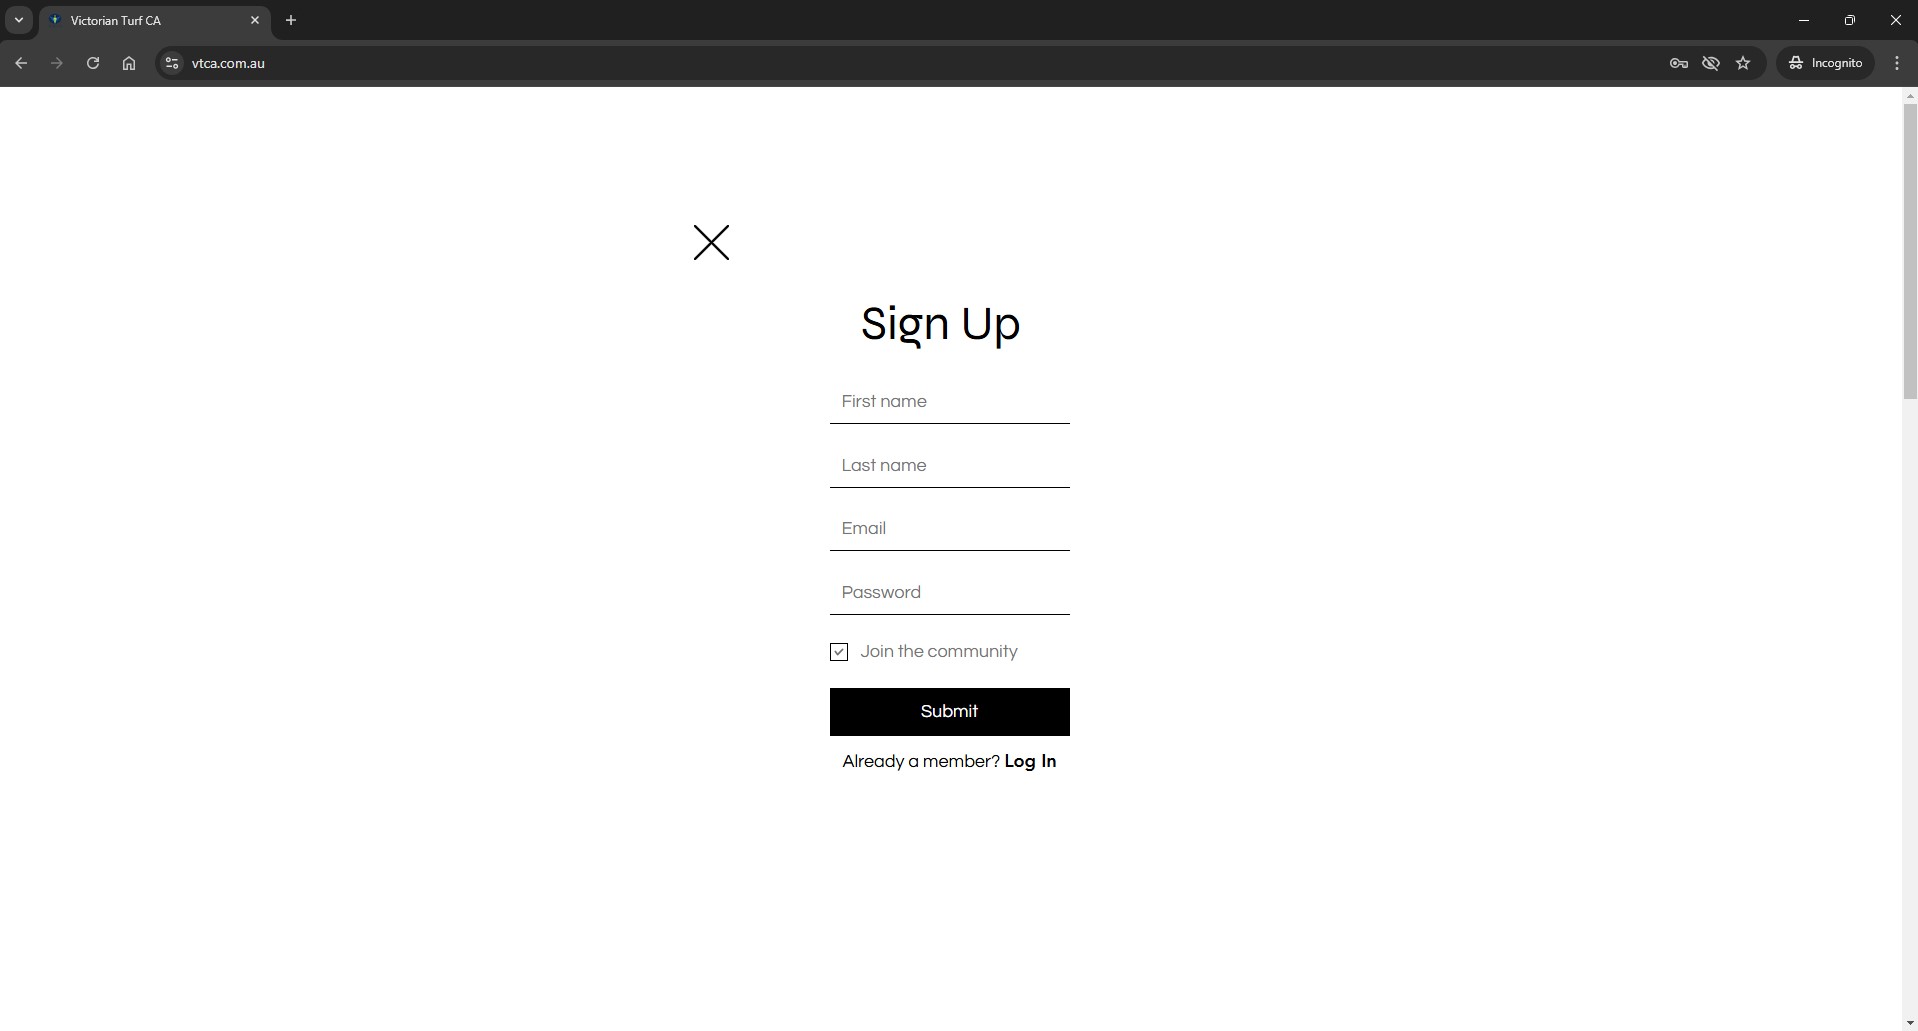 Victorian Turf CA
vtca.com.au
Incognito
Sign Up
First name
Last name
Email
Password
Join the community
Submit
Already a member? Log In